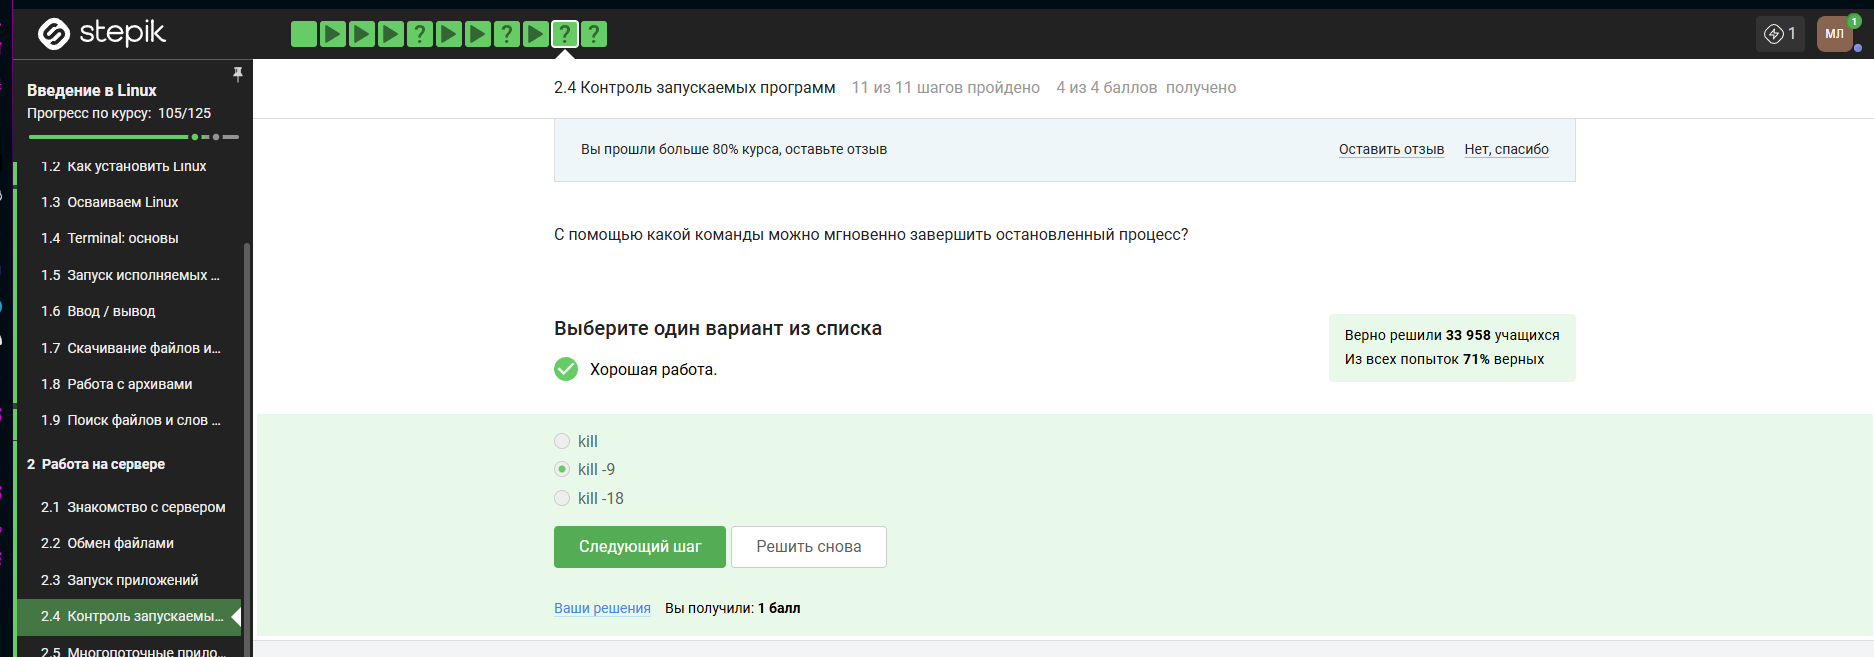 stepik
? ? ? ?
1
МЛ
1
Введение в Linux
Прогресс по курсу: 105/125
1.2 Как установить Linux
1.3 Осваиваем Linux
1.4 Terminal: основы
1.5 Запуск исполняемых ...
1.6 Ввод / вывод
1.7 Скачивание файлов и...
1.8 Работа с архивами
1.9 Поиск файлов и слов ...
2 Работа на сервере
2.1 Знакомство с сервером
2.2 Обмен файлами
2.3 Запуск приложений
2.4 Контроль запускаемы...
2.5 Многопоточные прило...
2.4 Контроль запускаемых программ 11 из 11 шагов пройдено 4 из 4 баллов получено
Вы прошли больше 80% курса, оставьте отзыв
Оставить отзыв Нет, спасибо
С помощью какой команды можно мгновенно завершить остановленный процесс?
Выберите один вариант из списка
Хорошая работа.
Верно решили 33 958 учащихся
Из всех попыток 71% верных
kill
kill -9
kill -18
Следующий шаг
Решить снова
Ваши решения Вы получили: 1 балл